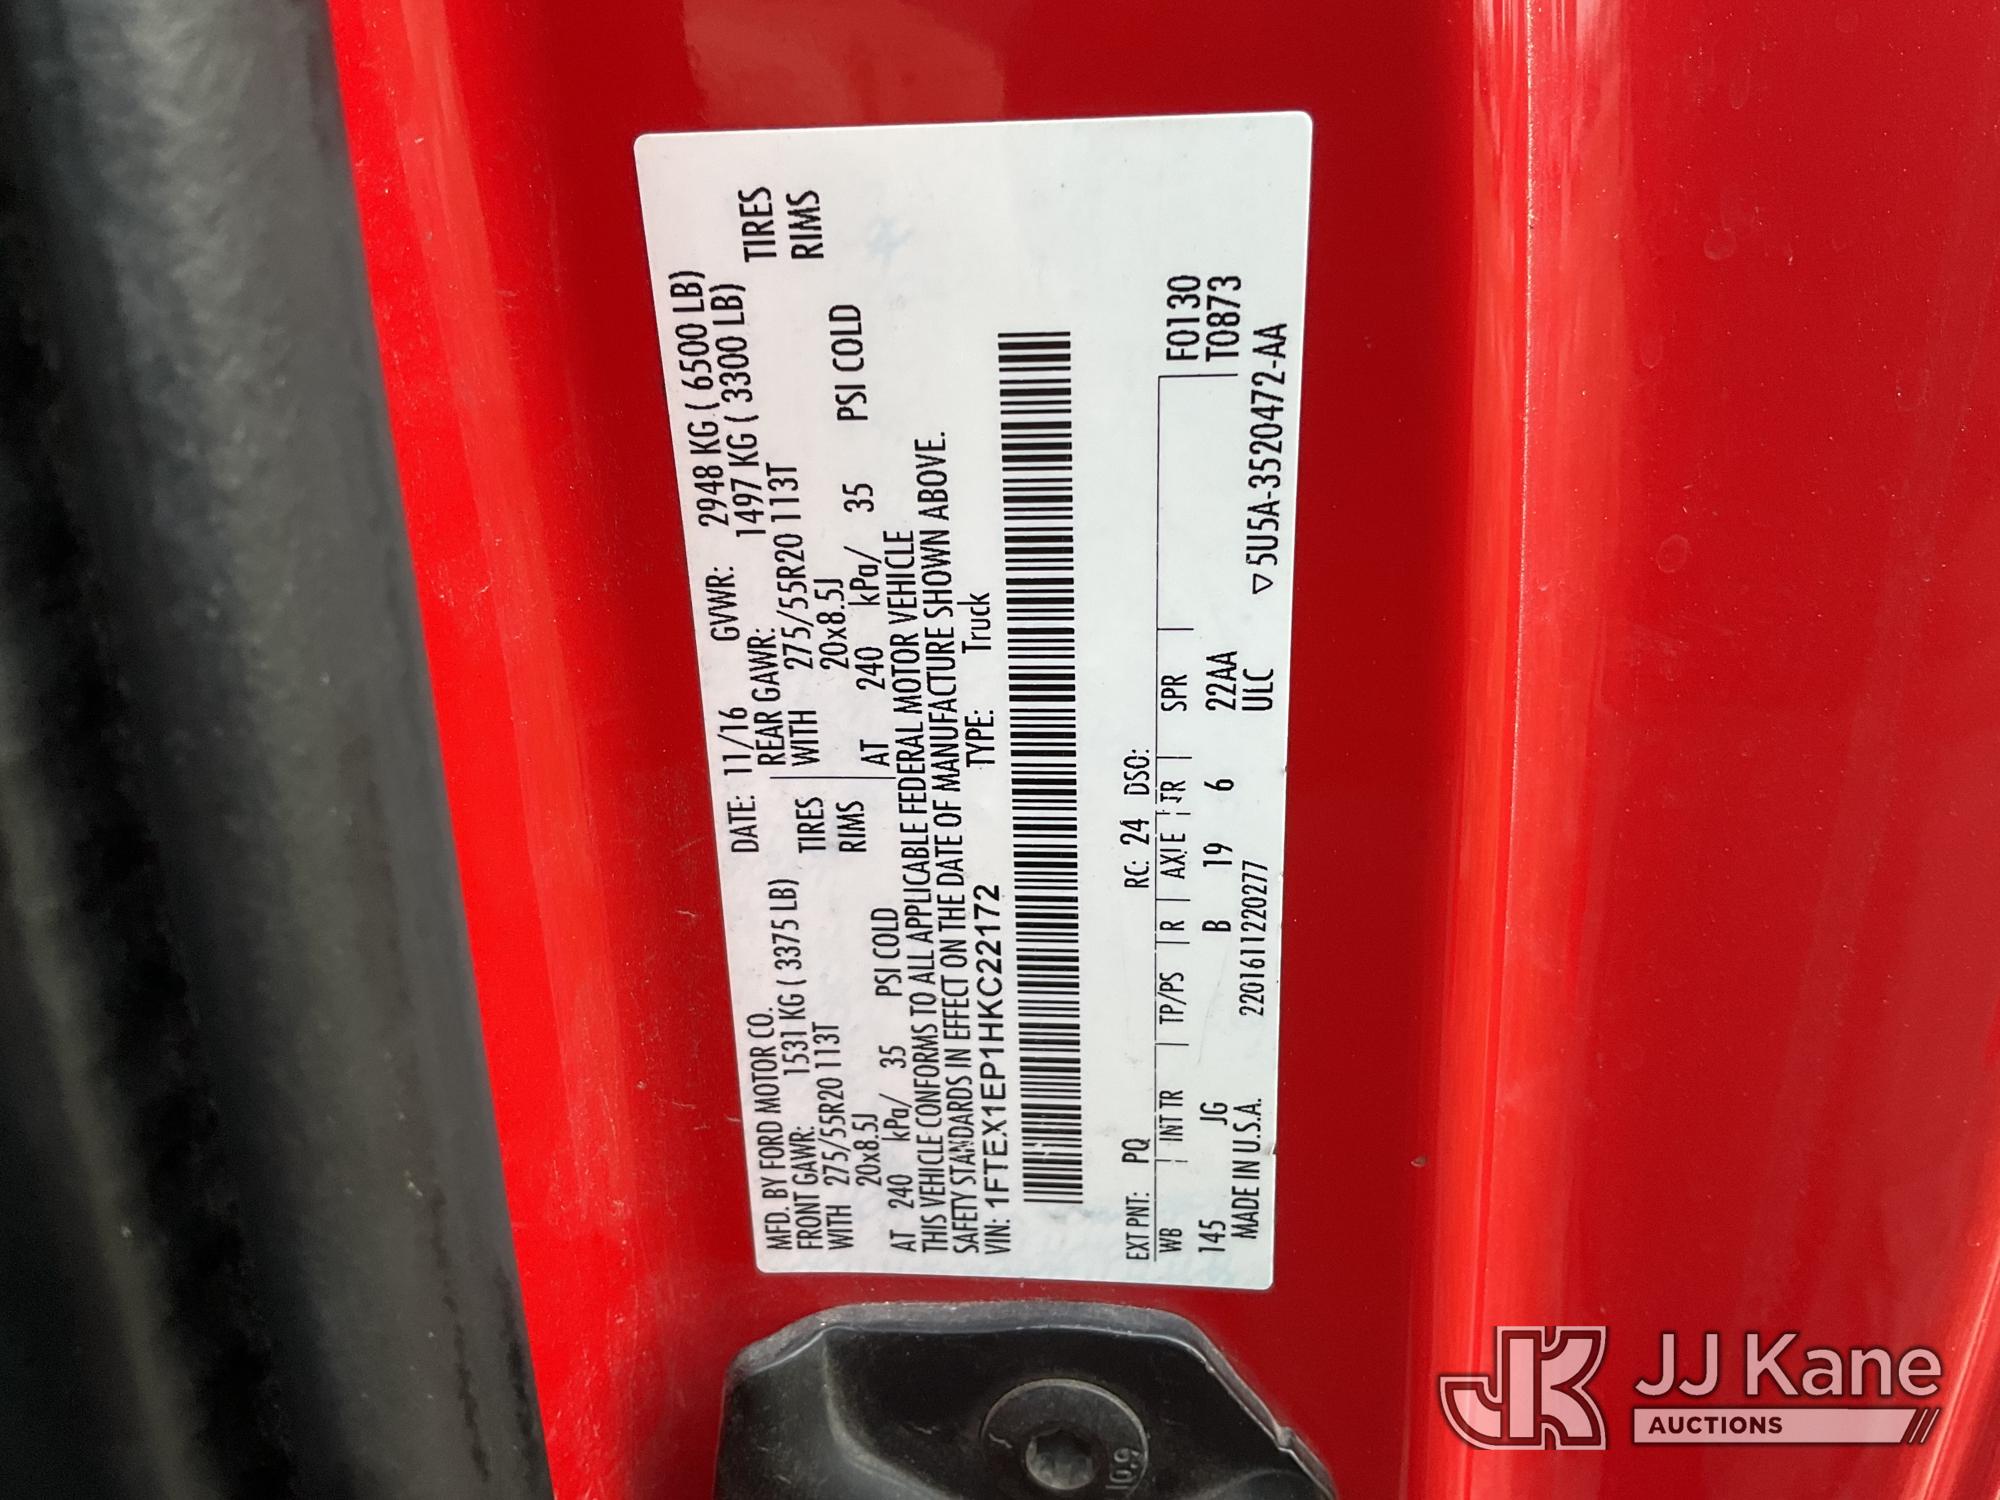 MFD. BY FORD MOTOR CO. DATE: 11/16 GVWR: 2948 KG ( 6500 LB)
FRONT GAWR: 1531 KG ( 3375 LB) REAR GAWR: 1497 KG ( 3300 LB)
WITH 275/55R20 113T TIRES WITH 275/55R20 113T TIRES
20x8.5J RIMS 20x8.5J RIMS
AT 240 kPa/ 35 PSI COLD AT 240 kPa/ 35 PSI COLD
THIS VEHICLE CONFORMS TO ALL APPLICABLE FEDERAL MOTOR VEHICLE
SAFETY STANDARDS IN EFFECT ON THE DATE OF MANUFACTURE SHOWN ABOVE.
VIN: 1FTEX1EP1HKC22172 TYPE: Truck
EXT PNT: PQ RC: 24 DSO:
WB INT TR TP/PS R AXLE TR SPR F0130
145 JG B 19 6 22AA T0873
MADE IN U.S.A. 2201611220277 ULC ▽5U5A-3520472-AA
10.9
JJ Kane
AUCTIONS